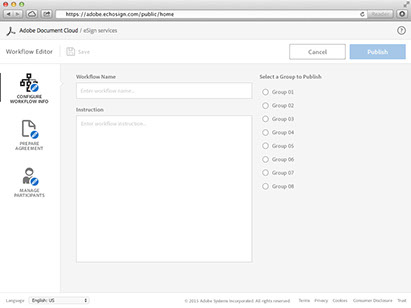 https://adobe.echosign.com/public/home
Reader
Adobe Document Cloud / eSign services
Workflow Editor
Save
Cancel
Publish
CONFIGURE
WORKFLOW INFO
PREPARE
AGREEMENT
MANAGE
PARTICIPANTS
Workflow Name
Enter workflow name...
Instruction
Enter workflow instruction...
Select a Group to Publish
Group 01
Group 02
Group 03
Group 04
Group 05
Group 06
Group 07
Group 08
Language
English: US
© 2015 Adobe Systems Incorporated. All rights reserved.
Terms
Privacy
Cookies
Consumer Disclosure
Trust